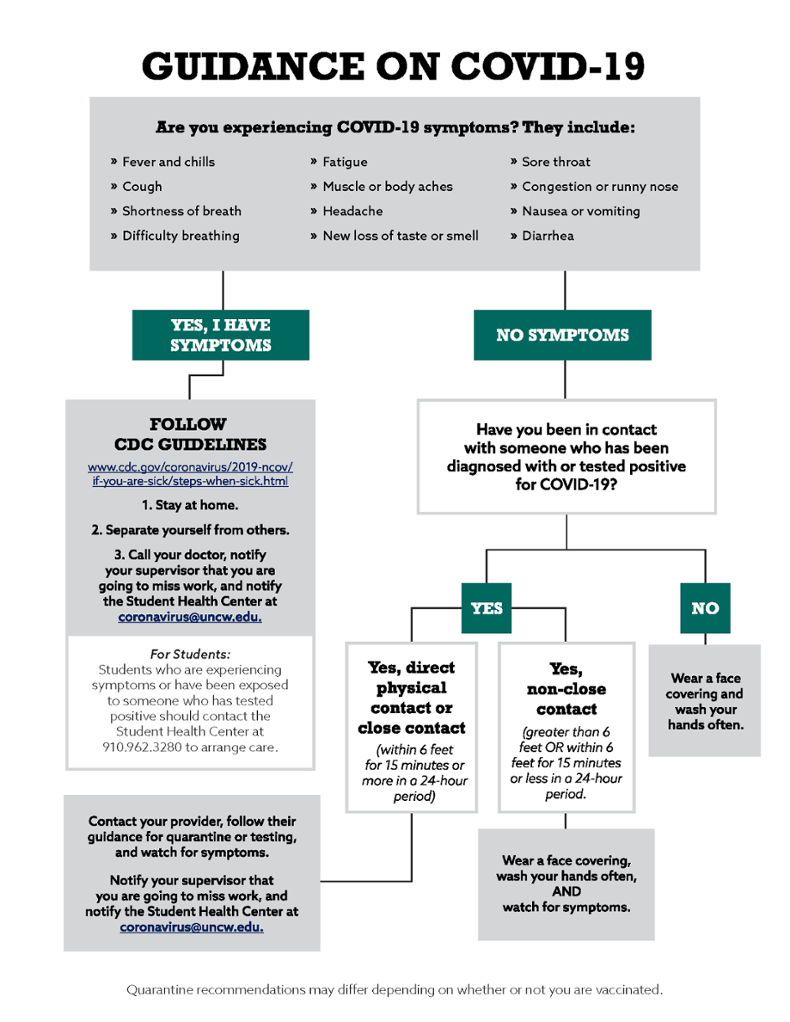 GUIDANCE ON COVID-19
Are you experiencing COVID-19 symptoms? They include:
» Fever and chills
» Cough
» Shortness of breath
» Difficulty breathing
» Fatigue
» Muscle or body aches
» Headache
» New loss of taste or smell
» Sore throat
» Congestion or runny nose
» Nausea or vomiting
» Diarrhea
YES, I HAVE
SYMPTOMS
FOLLOW
CDC GUIDELINES
www.cdc.gov/coronavirus/2019-ncov/
if-you-are-sick/steps-when-sick.html
1. Stay at home.
2. Separate yourself from others.
3. Call your doctor, notify
your supervisor that you are
going to miss work, and notify
the Student Health Center at
coronavirus@uncw.edu.
For Students:
Students who are experiencing
symptoms or have been exposed
to someone who has tested
positive should contact the
Student Health Center at
910.962.3280 to arrange care.
NO SYMPTOMS
Have you been in contact
with someone who has been
diagnosed with or tested positive
for COVID-19?
YES
NO
Yes, direct
physical
contact or
close contact
(within 6 feet
for 15 minutes or
more in a 24-hour
period)
Yes,
non-close
contact
(greater than 6
feet OR within 6
feet for 15 minutes
or less in a 24-hour
period.
Wear a face
covering and
wash your
hands often.
Contact your provider, follow their
guidance for quarantine or testing,
and watch for symptoms.
Notify your supervisor that
you are going to miss work, and
notify the Student Health Center at
coronavirus@uncw.edu.
Wear a face covering,
wash your hands often,
AND
watch for symptoms.
Quarantine recommendations may differ depending on whether or not you are vaccinated.